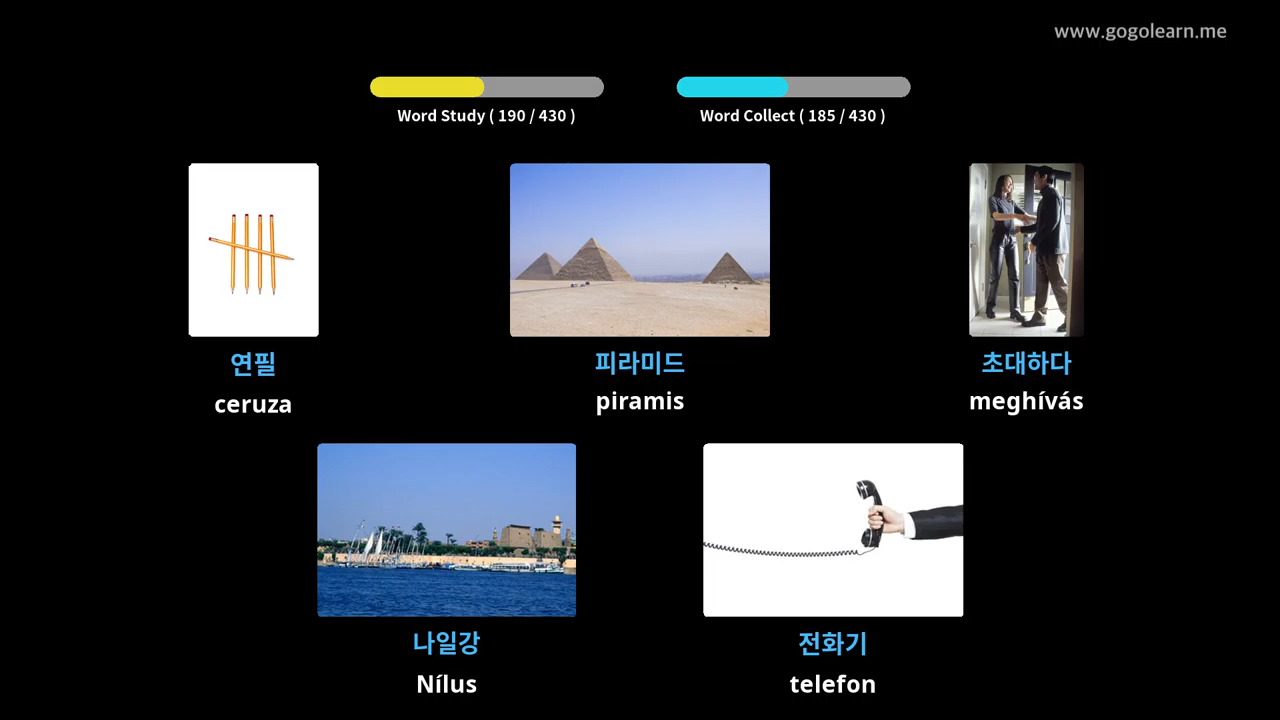 www.gogolearn.me
Word Study ( 190 / 430 )
Word Collect ( 185 / 430 )
연필
ceruza
피라미드
piramis
초대하다
meghívás
나일강
Nílus
전화기
telefon